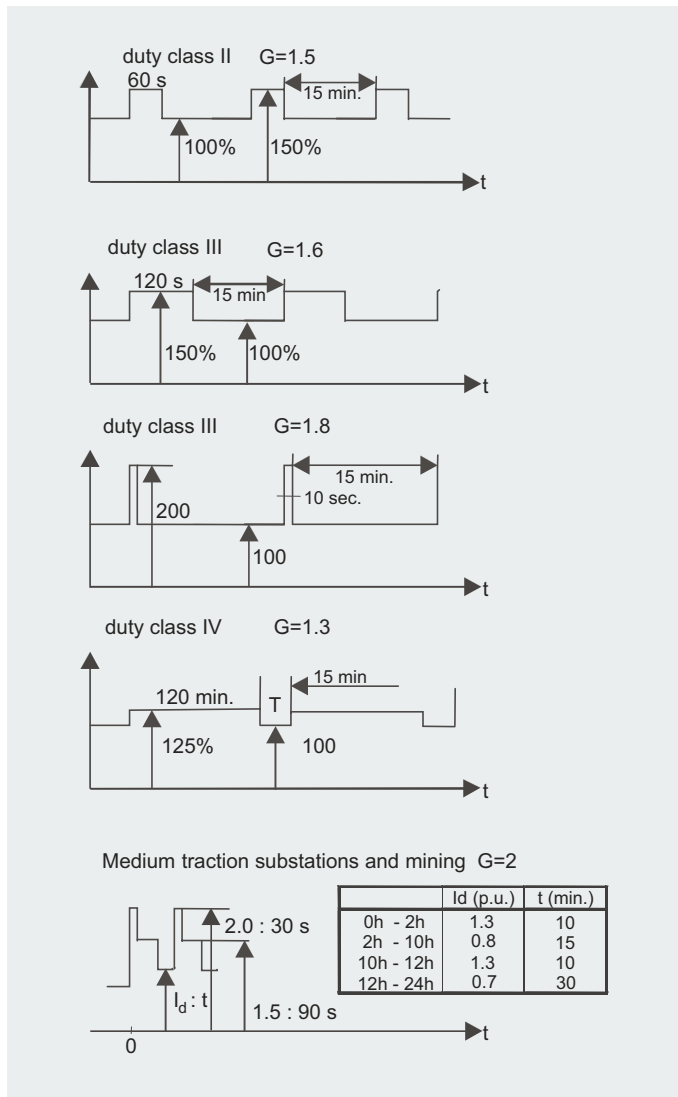 duty class II G=1.5
60 s
15 min.
100% 150%
t
duty class III G=1.6
120 s
15 min
150% 100%
t
duty class III G=1.8
15 min.
10 sec.
200
100
t
duty class IV G=1.3
15 min
120 min. T
125% 100
t
Medium traction substations and mining G=2
Id (p.u.) t (min.)
0h - 2h 1.3 10
2h - 10h 0.8 15
10h - 12h 1.3 10
12h - 24h 0.7 30
2.0 : 30 s
Id : t
1.5 : 90 s
t
0